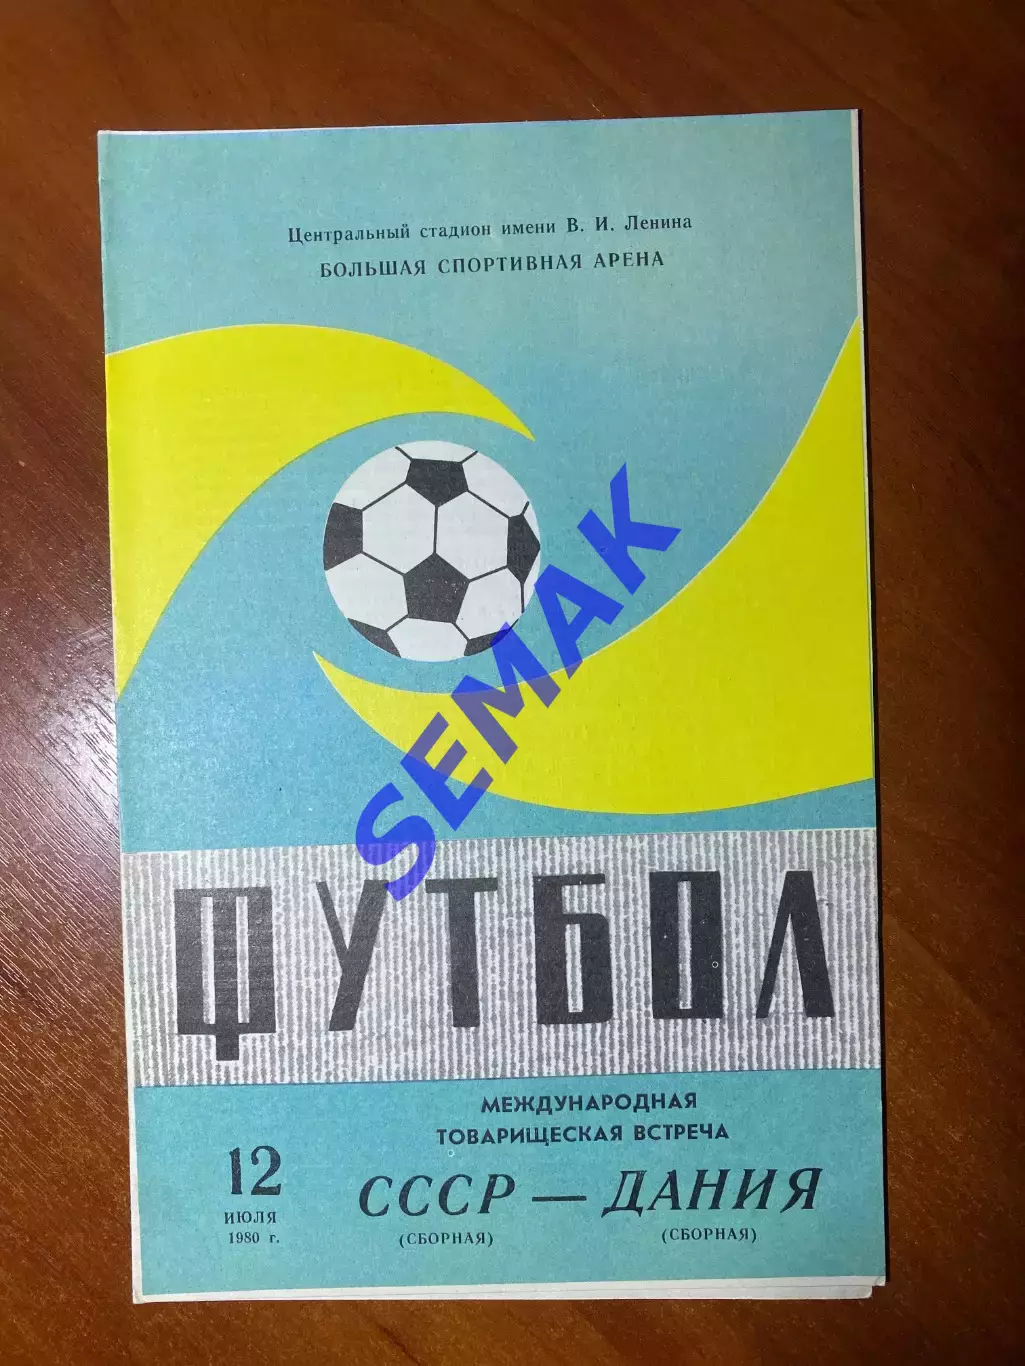 Центральный стадион имени В. И. Ленина
БОЛЬШАЯ СПОРТИВНАЯ АРЕНА
SEMAK
ФУТБОЛ
МЕЖДУНАРОДНАЯ
ТОВАРИЩЕСКАЯ ВСТРЕЧА
12
ИЮЛЯ
1980 г.
СССР — ДАНИЯ
(СБОРНАЯ) (СБОРНАЯ)